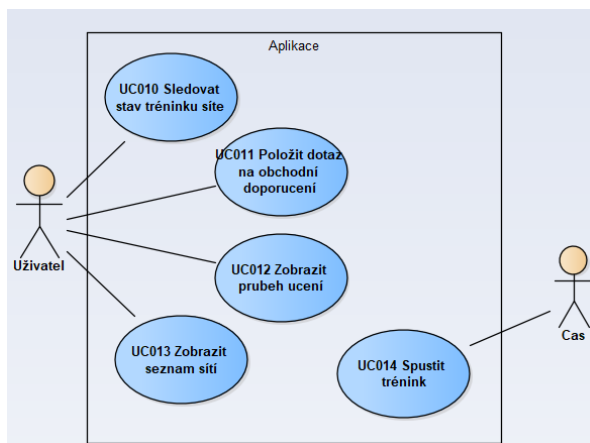 Aplikace
UC010 Sledovat
stav tréninku síte
UC011 Položit dotaz
na obchodní
doporucení
Uživatel
UC012 Zobrazit
prubeh ucení
UC013 Zobrazit
seznam sítí
UC014 Spustit
trénink
Cas